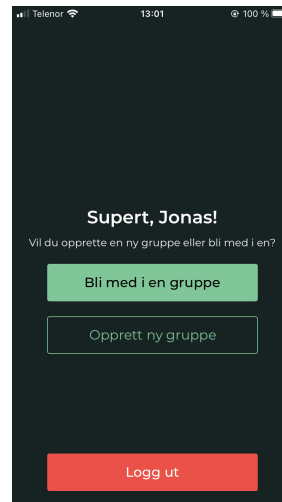 Telenor 13:01 100 %
Supert, Jonas!
Vil du opprette en ny gruppe eller bli med i en?
Bli med i en gruppe
Opprett ny gruppe
Logg ut